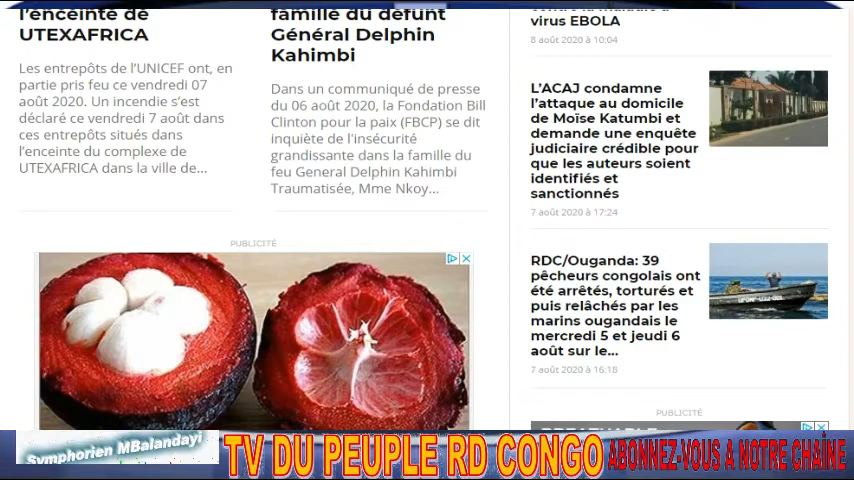 l'enceinte de
UTEXAFRICA
Les entrepôts de l'UNICEF ont, en
partie pris feu ce vendredi 07
août 2020. Un incendie s'est
déclaré ce vendredi 7 août dans
ces entrepôts situés dans
l'enceinte du complexe de
UTEXAFRICA dans la ville de...
famille du défunt
Général Delphin
Kahimbi
Dans un communiqué de presse
du 06 août 2020, la Fondation Bill
Clinton pour la paix (FBCP) se dit
inquiète de l'insécurité
grandissante dans la famille du
feu General Delphin Kahimbi
Traumatisée, Mme Nkoy...
PUBLICITÉ
virus EBOLA
8 août 2020 à 10:04
L'ACAJ condamne
l'attaque au domicile
de Moïse Katumbi et
demande une enquête
judiciaire crédible pour
que les auteurs soient
identifiés et
sanctionnés
7 août 2020 à 17:24
RDC/Ouganda: 39
pêcheurs congolais ont
été arrêtés, torturés et
puis relâchés par les
marins ougandais le
mercredi 5 et jeudi 6
août sur le...
7 août 2020 à 16:18
PUBLICITÉ
Symphorien MBalandayi
TV DU PEUPLE RD CONGO
ABONNEZ-VOUS A NOTRE CHAÎNE